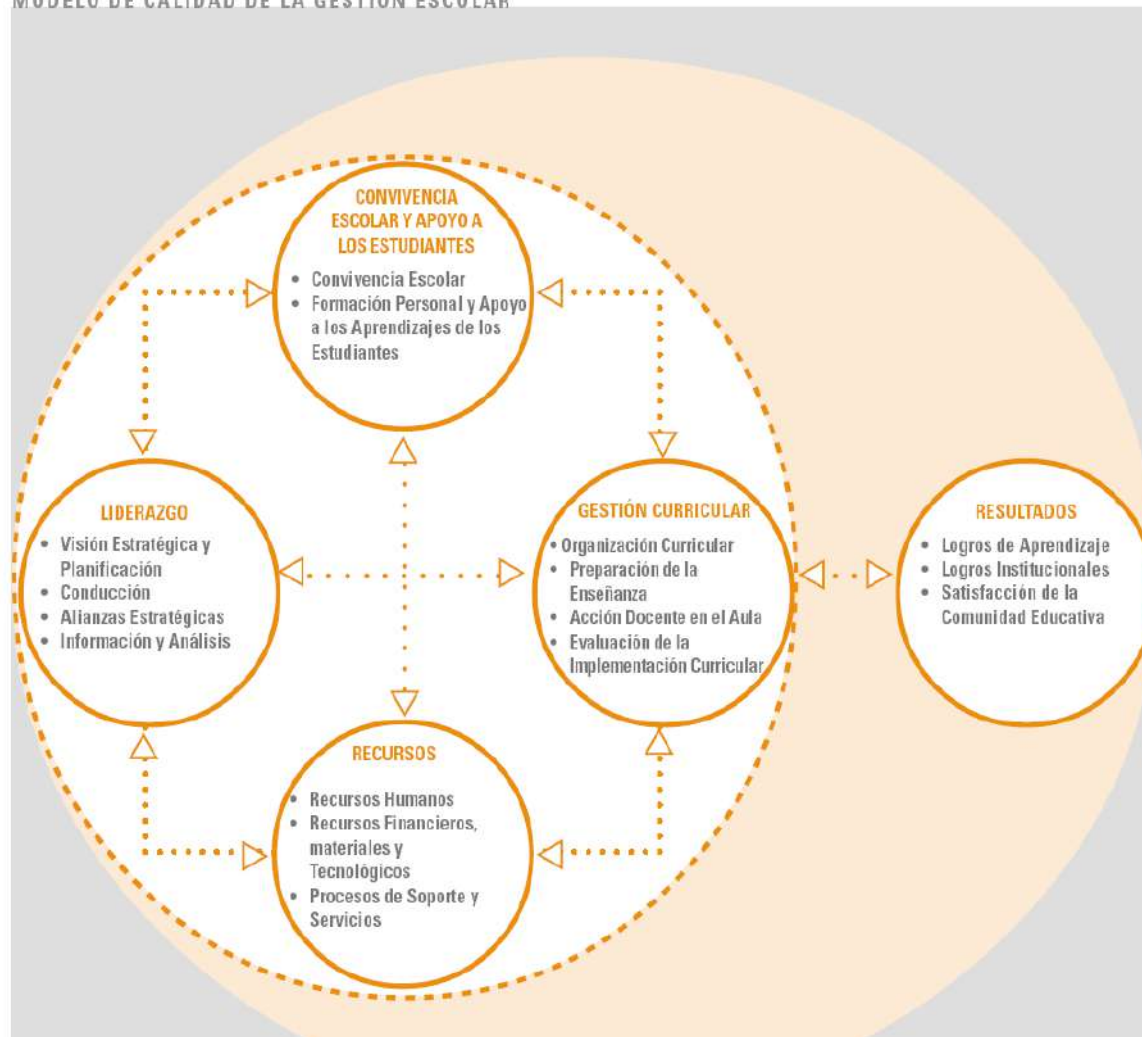 MODELO DE CALIDAD DE LA GESTIÓN ESCOLAR
CONVIVENCIA
ESCOLAR Y APOYO A
LOS ESTUDIANTES
• Convivencia Escolar
• Formación Personal y Apoyo
a los Aprendizajes de los
Estudiantes
LIDERAZGO
• Visión Estratégica y
Planificación
• Conducción
• Alianzas Estratégicas
• Información y Análisis
GESTIÓN CURRICULAR
• Organización Curricular
• Preparación de la
Enseñanza
• Acción Docente en el Aula
• Evaluación de la
Implementación Curricular
RESULTADOS
• Logros de Aprendizaje
• Logros Institucionales
• Satisfacción de la
Comunidad Educativa
RECURSOS
• Recursos Humanos
• Recursos Financieros,
materiales y
Tecnológicos
• Procesos de Soporte y
Servicios